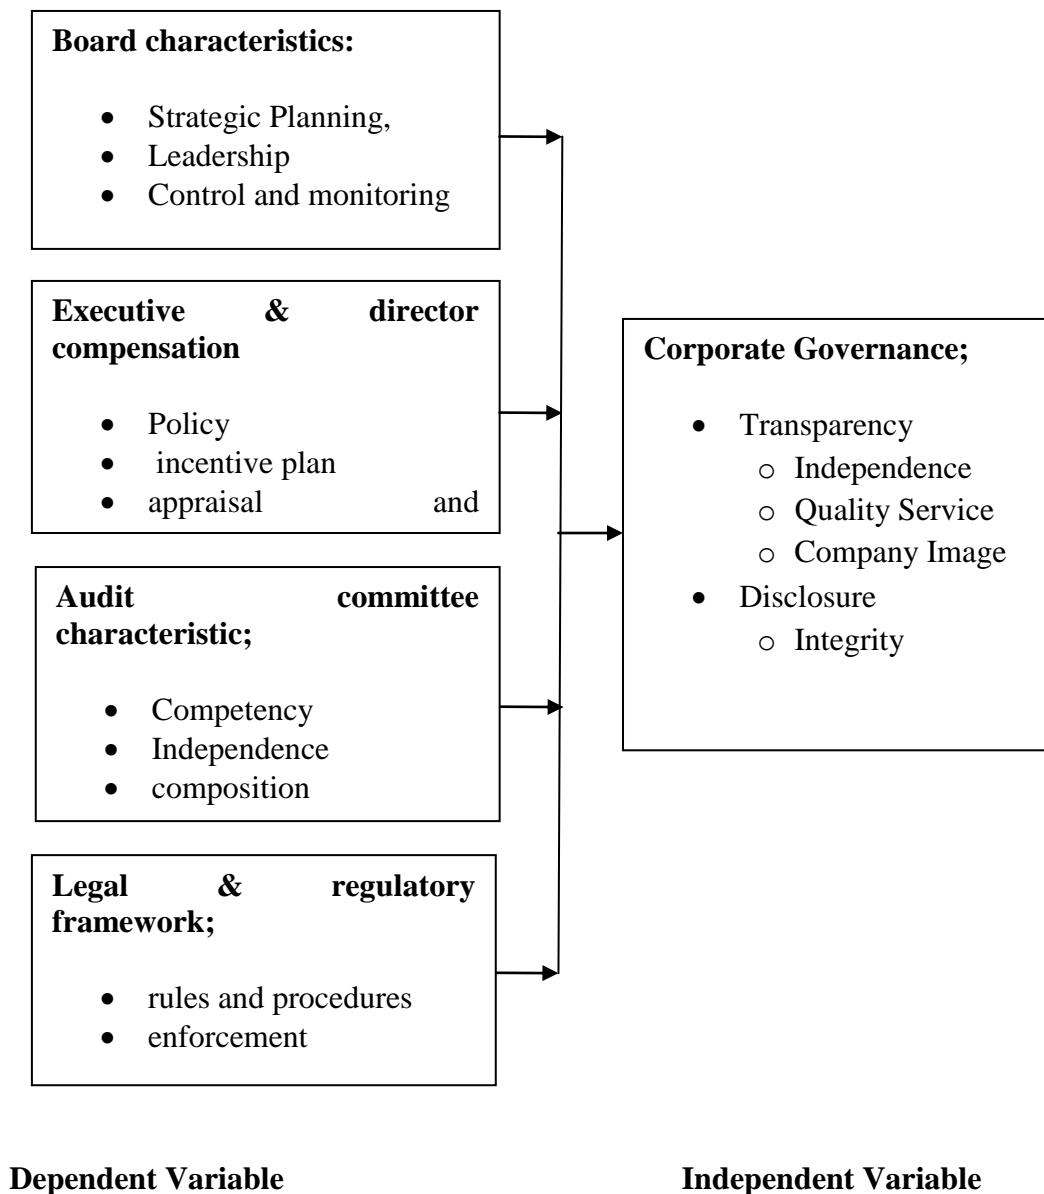 Board characteristics:
• Strategic Planning,
• Leadership
• Control and monitoring
Executive & director
compensation
• Policy
• incentive plan
• appraisal and
Audit committee
characteristic;
• Competency
• Independence
• composition
Legal & regulatory
framework;
• rules and procedures
• enforcement
Corporate Governance;
• Transparency
o Independence
o Quality Service
o Company Image
• Disclosure
o Integrity
Dependent Variable
Independent Variable